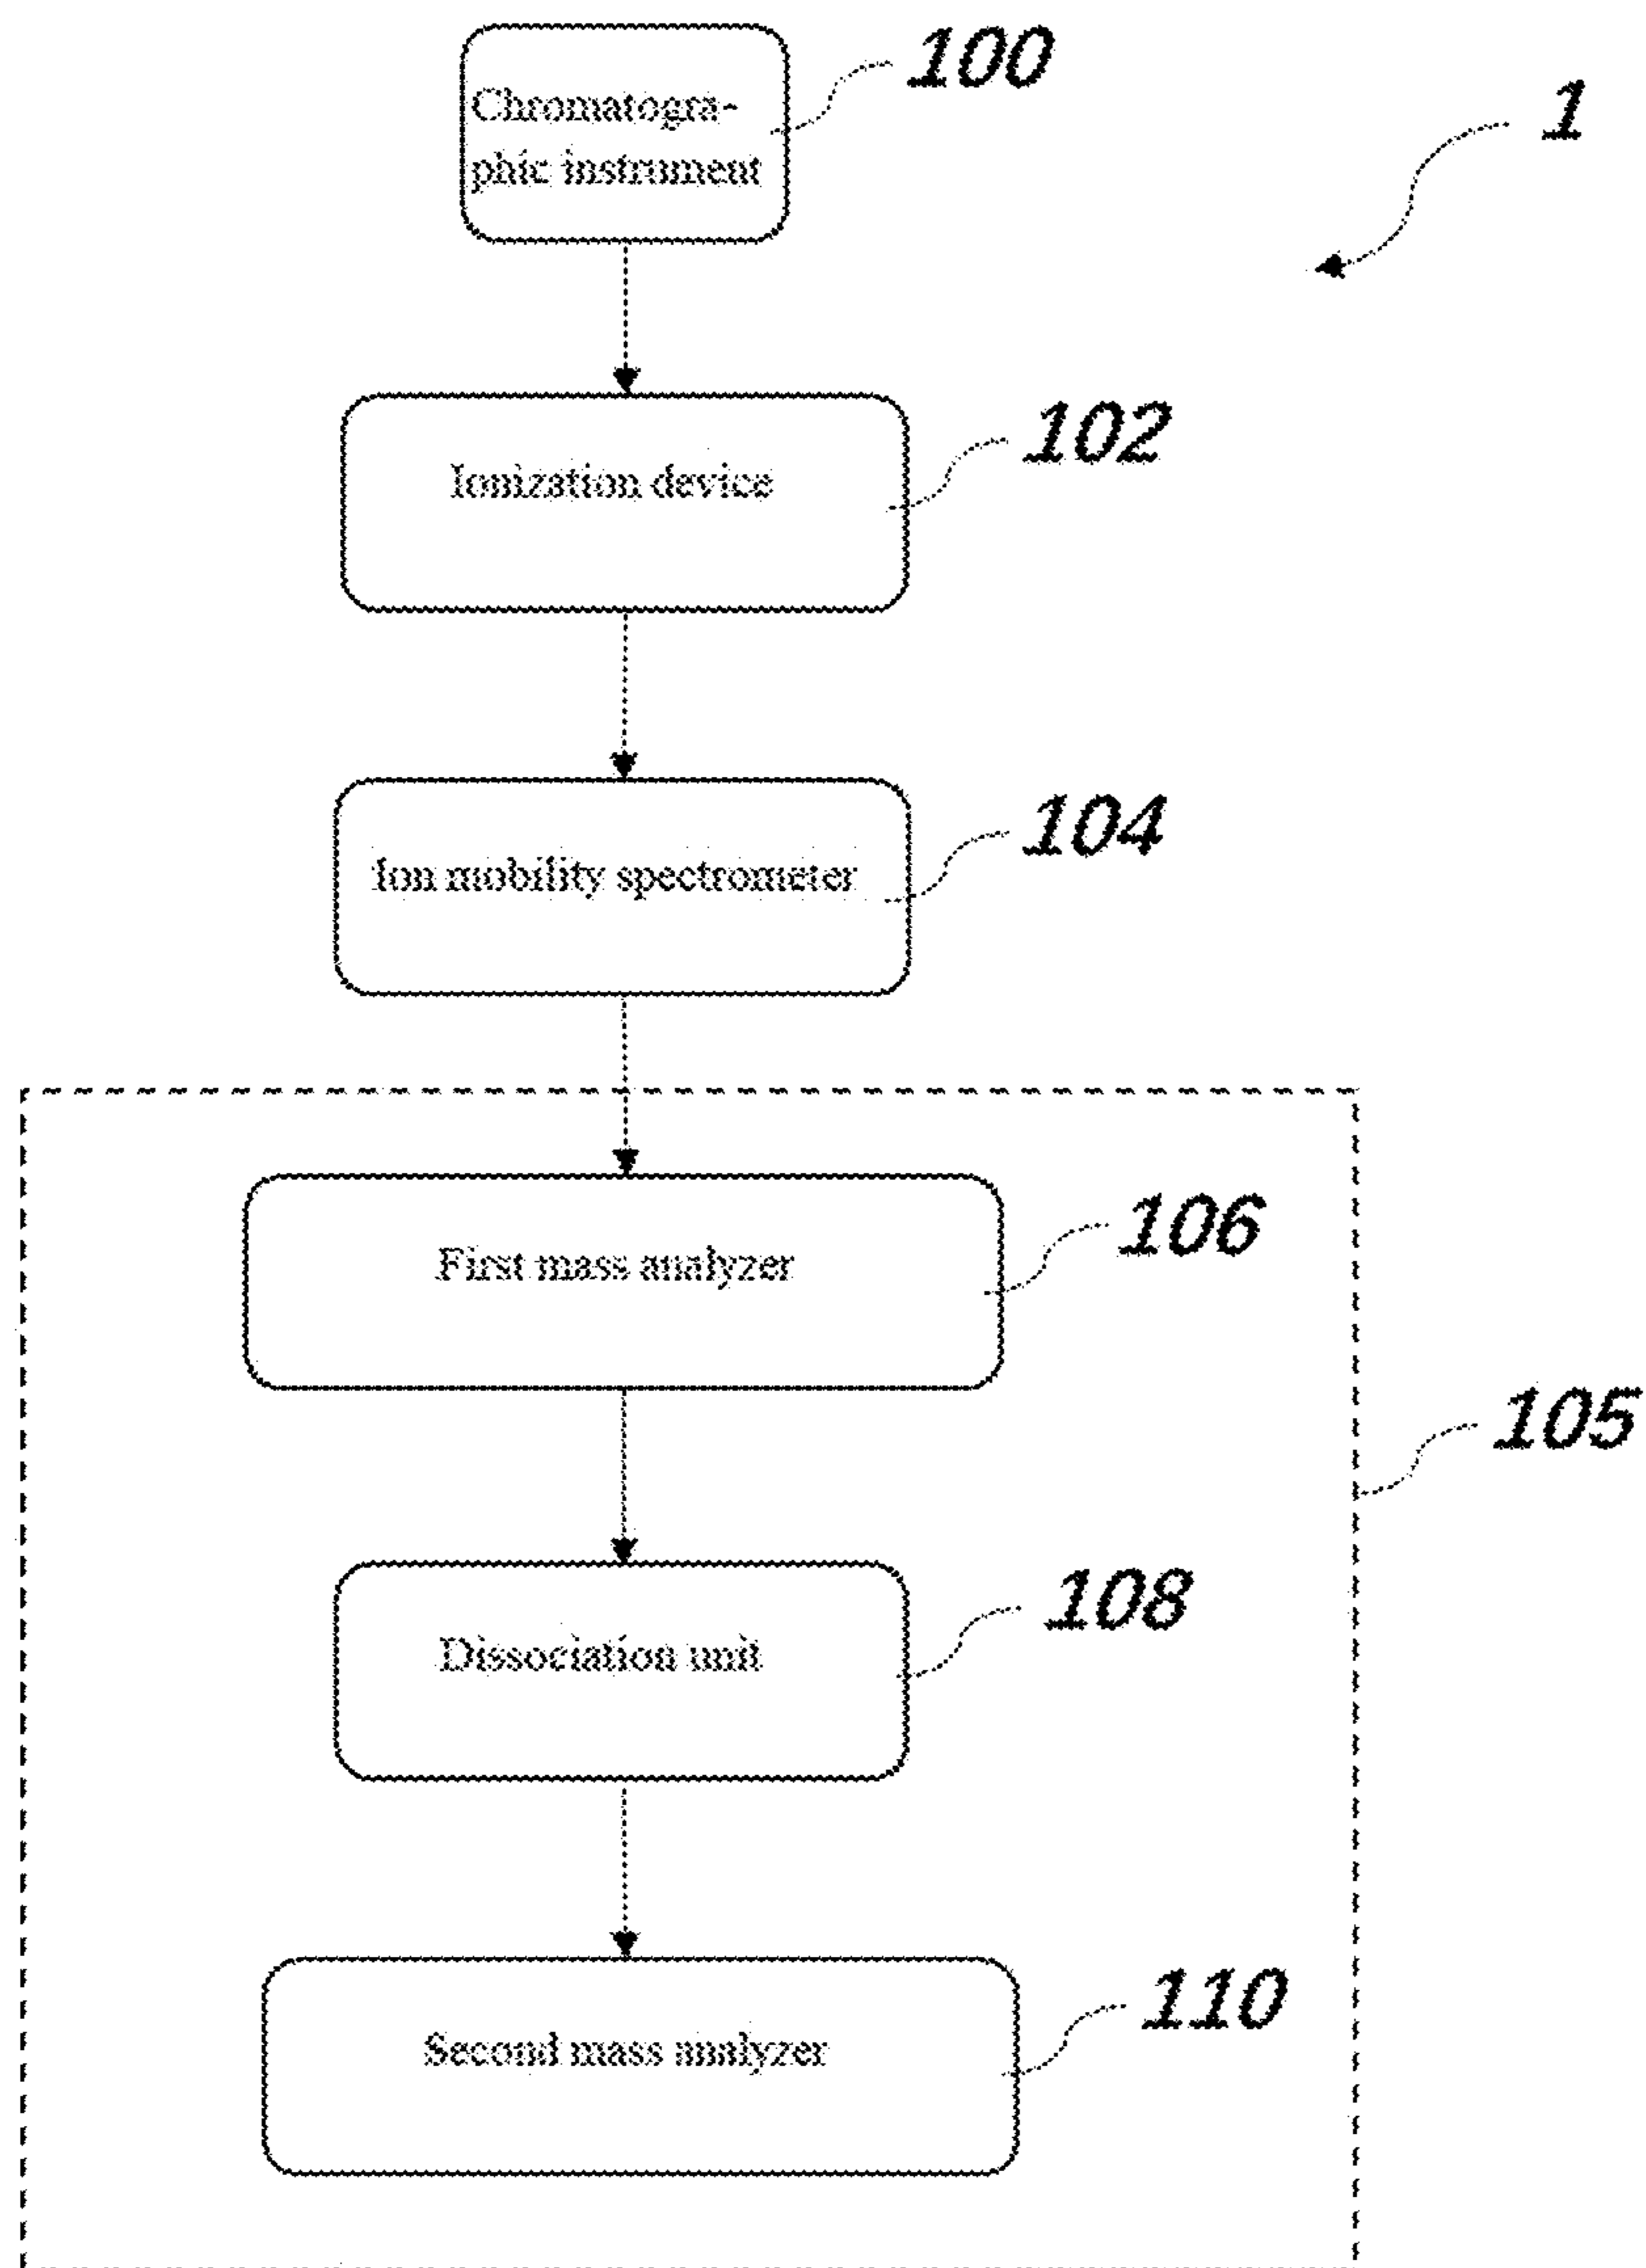 100
1
Chromatogra-
phic instrument
102
Ionization device
104
Ion mobility spectrometer
106
First mass analyzer
105
108
Dissociation unit
110
Second mass analyzer